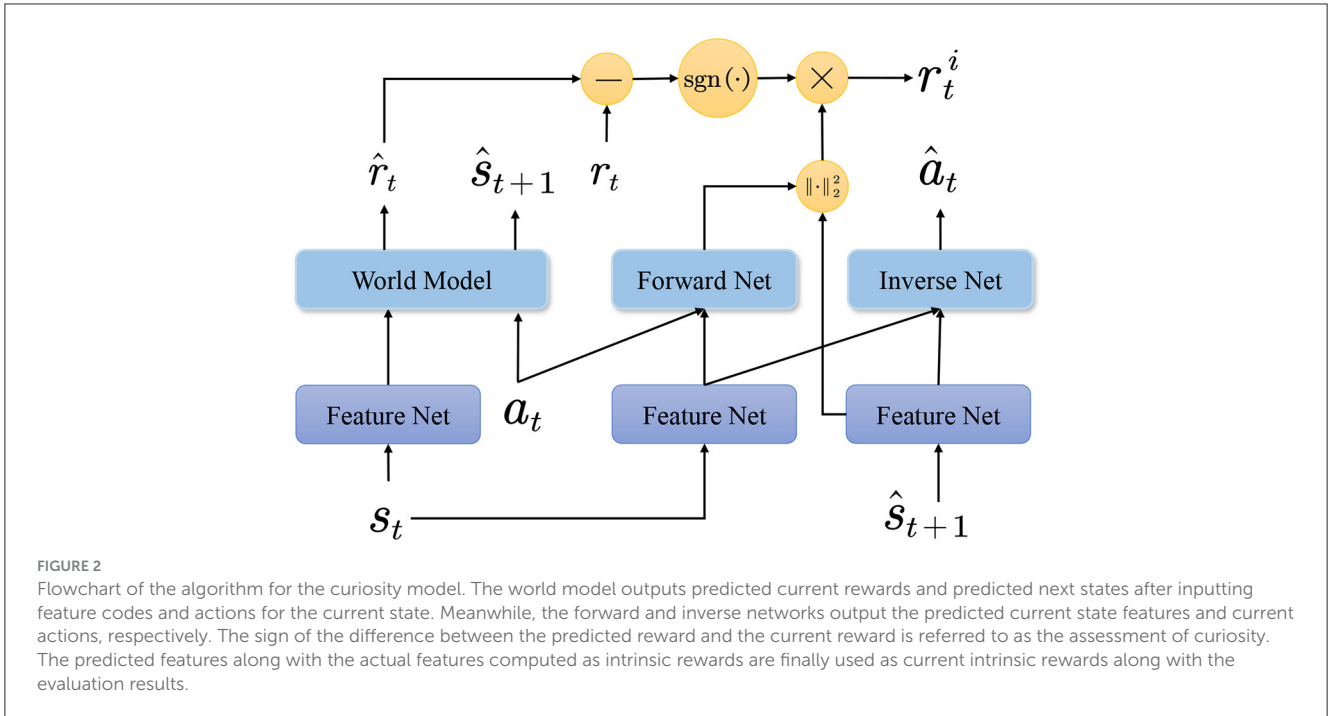 − sgn(·) × r_t^i
r̂_t ŝ_{t+1} r_t ‖·‖_2^2 â_t
World Model Forward Net Inverse Net
Feature Net a_t Feature Net Feature Net
s_t ŝ_{t+1}
FIGURE 2
Flowchart of the algorithm for the curiosity model. The world model outputs predicted current rewards and predicted next states after inputting
feature codes and actions for the current state. Meanwhile, the forward and inverse networks output the predicted current state features and current
actions, respectively. The sign of the difference between the predicted reward and the current reward is referred to as the assessment of curiosity.
The predicted features along with the actual features computed as intrinsic rewards are finally used as current intrinsic rewards along with the
evaluation results.